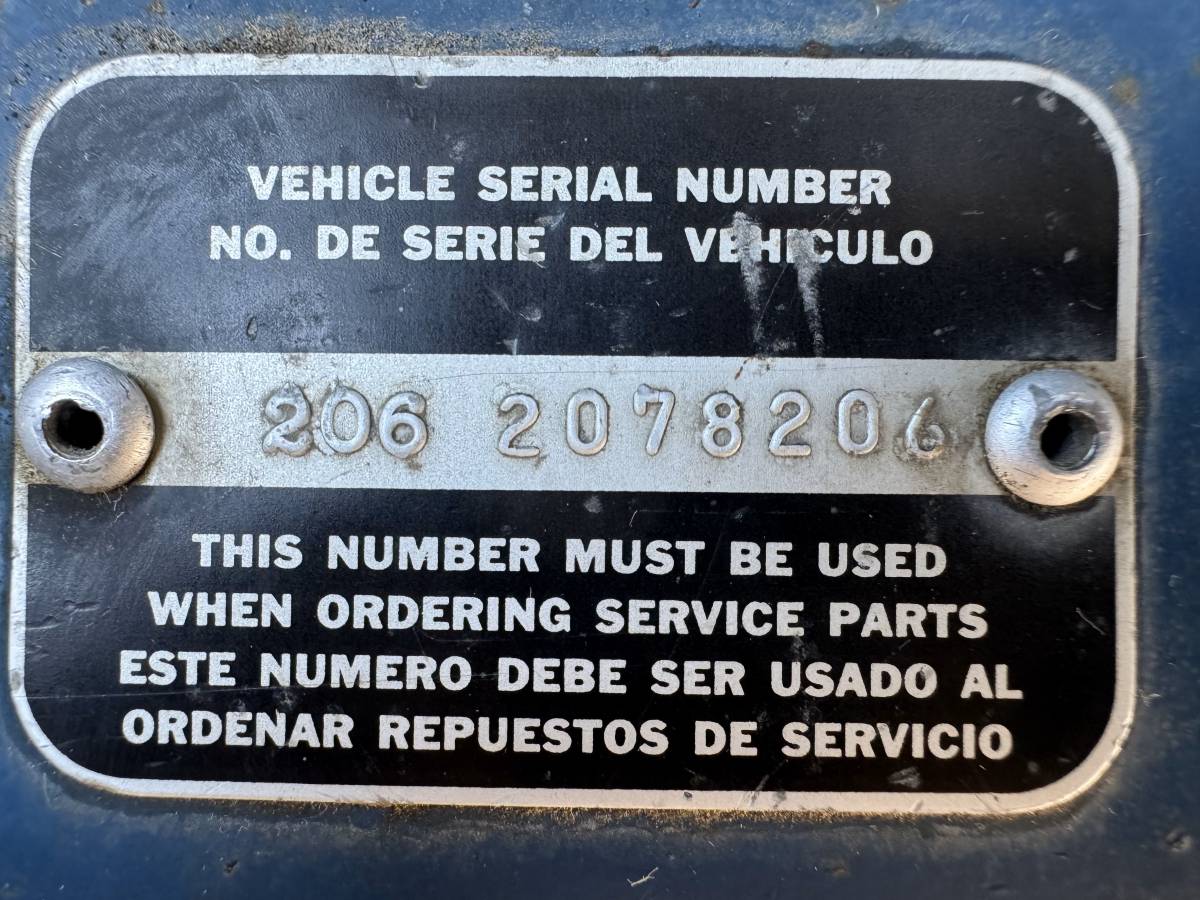 VEHICLE SERIAL NUMBER
NO. DE SERIE DEL VEHICULO
206 2078206
THIS NUMBER MUST BE USED
WHEN ORDERING SERVICE PARTS
ESTE NUMERO DEBE SER USADO AL
ORDENAR REPUESTOS DE SERVICIO